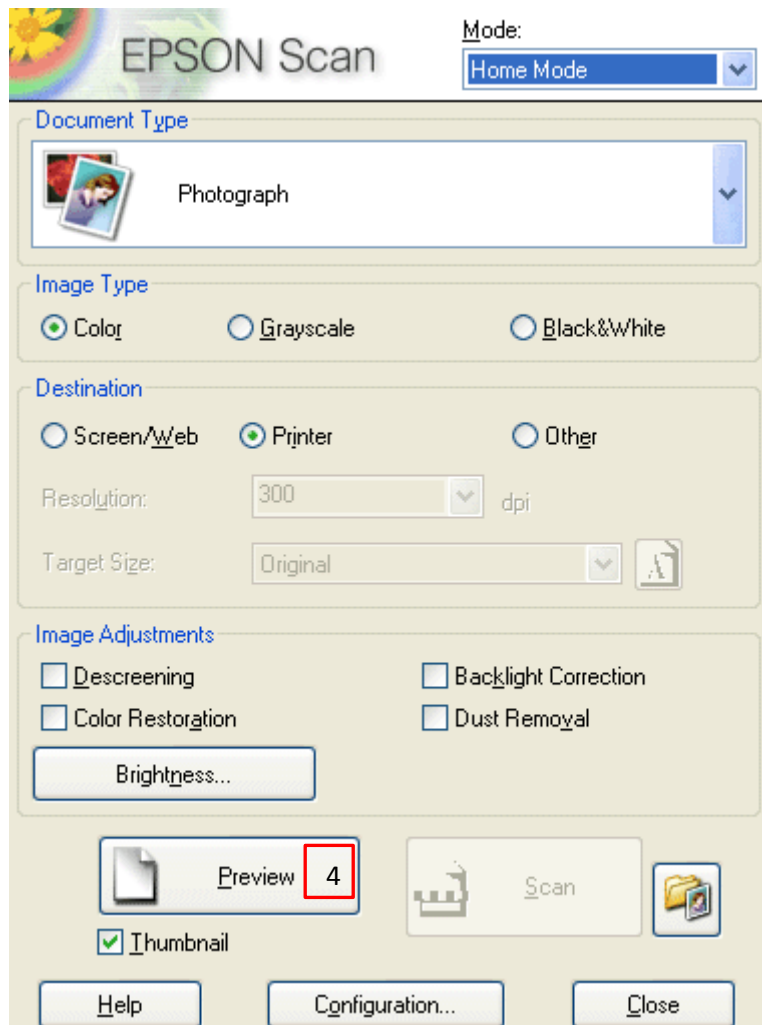 EPSON Scan
Mode:
Home Mode
Document Type
Photograph
Image Type
Color Grayscale Black&White
Destination
Screen/Web Printer Other
Resolution: 300 dpi
Target Size: Original
Image Adjustments
Descreening Backlight Correction
Color Restoration Dust Removal
Brightness...
Preview 4 Scan
Thumbnail
Help Configuration... Close